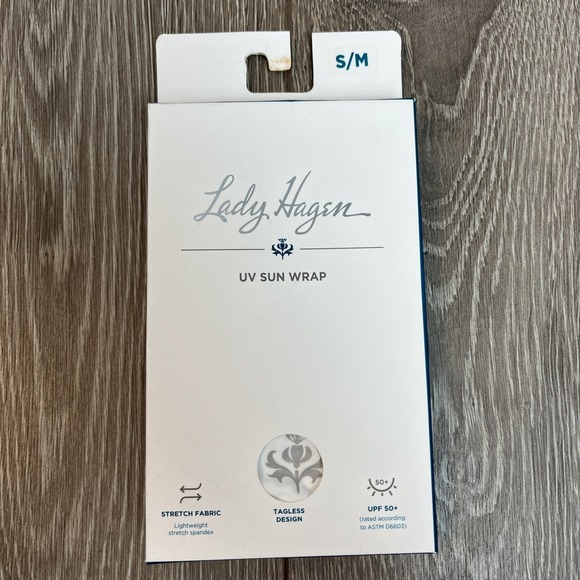 S/M
Lady Hagen
UV SUN WRAP
50+
STRETCH FABRIC
Lightweight
stretch spandex
TAGLESS
DESIGN
UPF 50+
(rated according
to ASTM D6603)